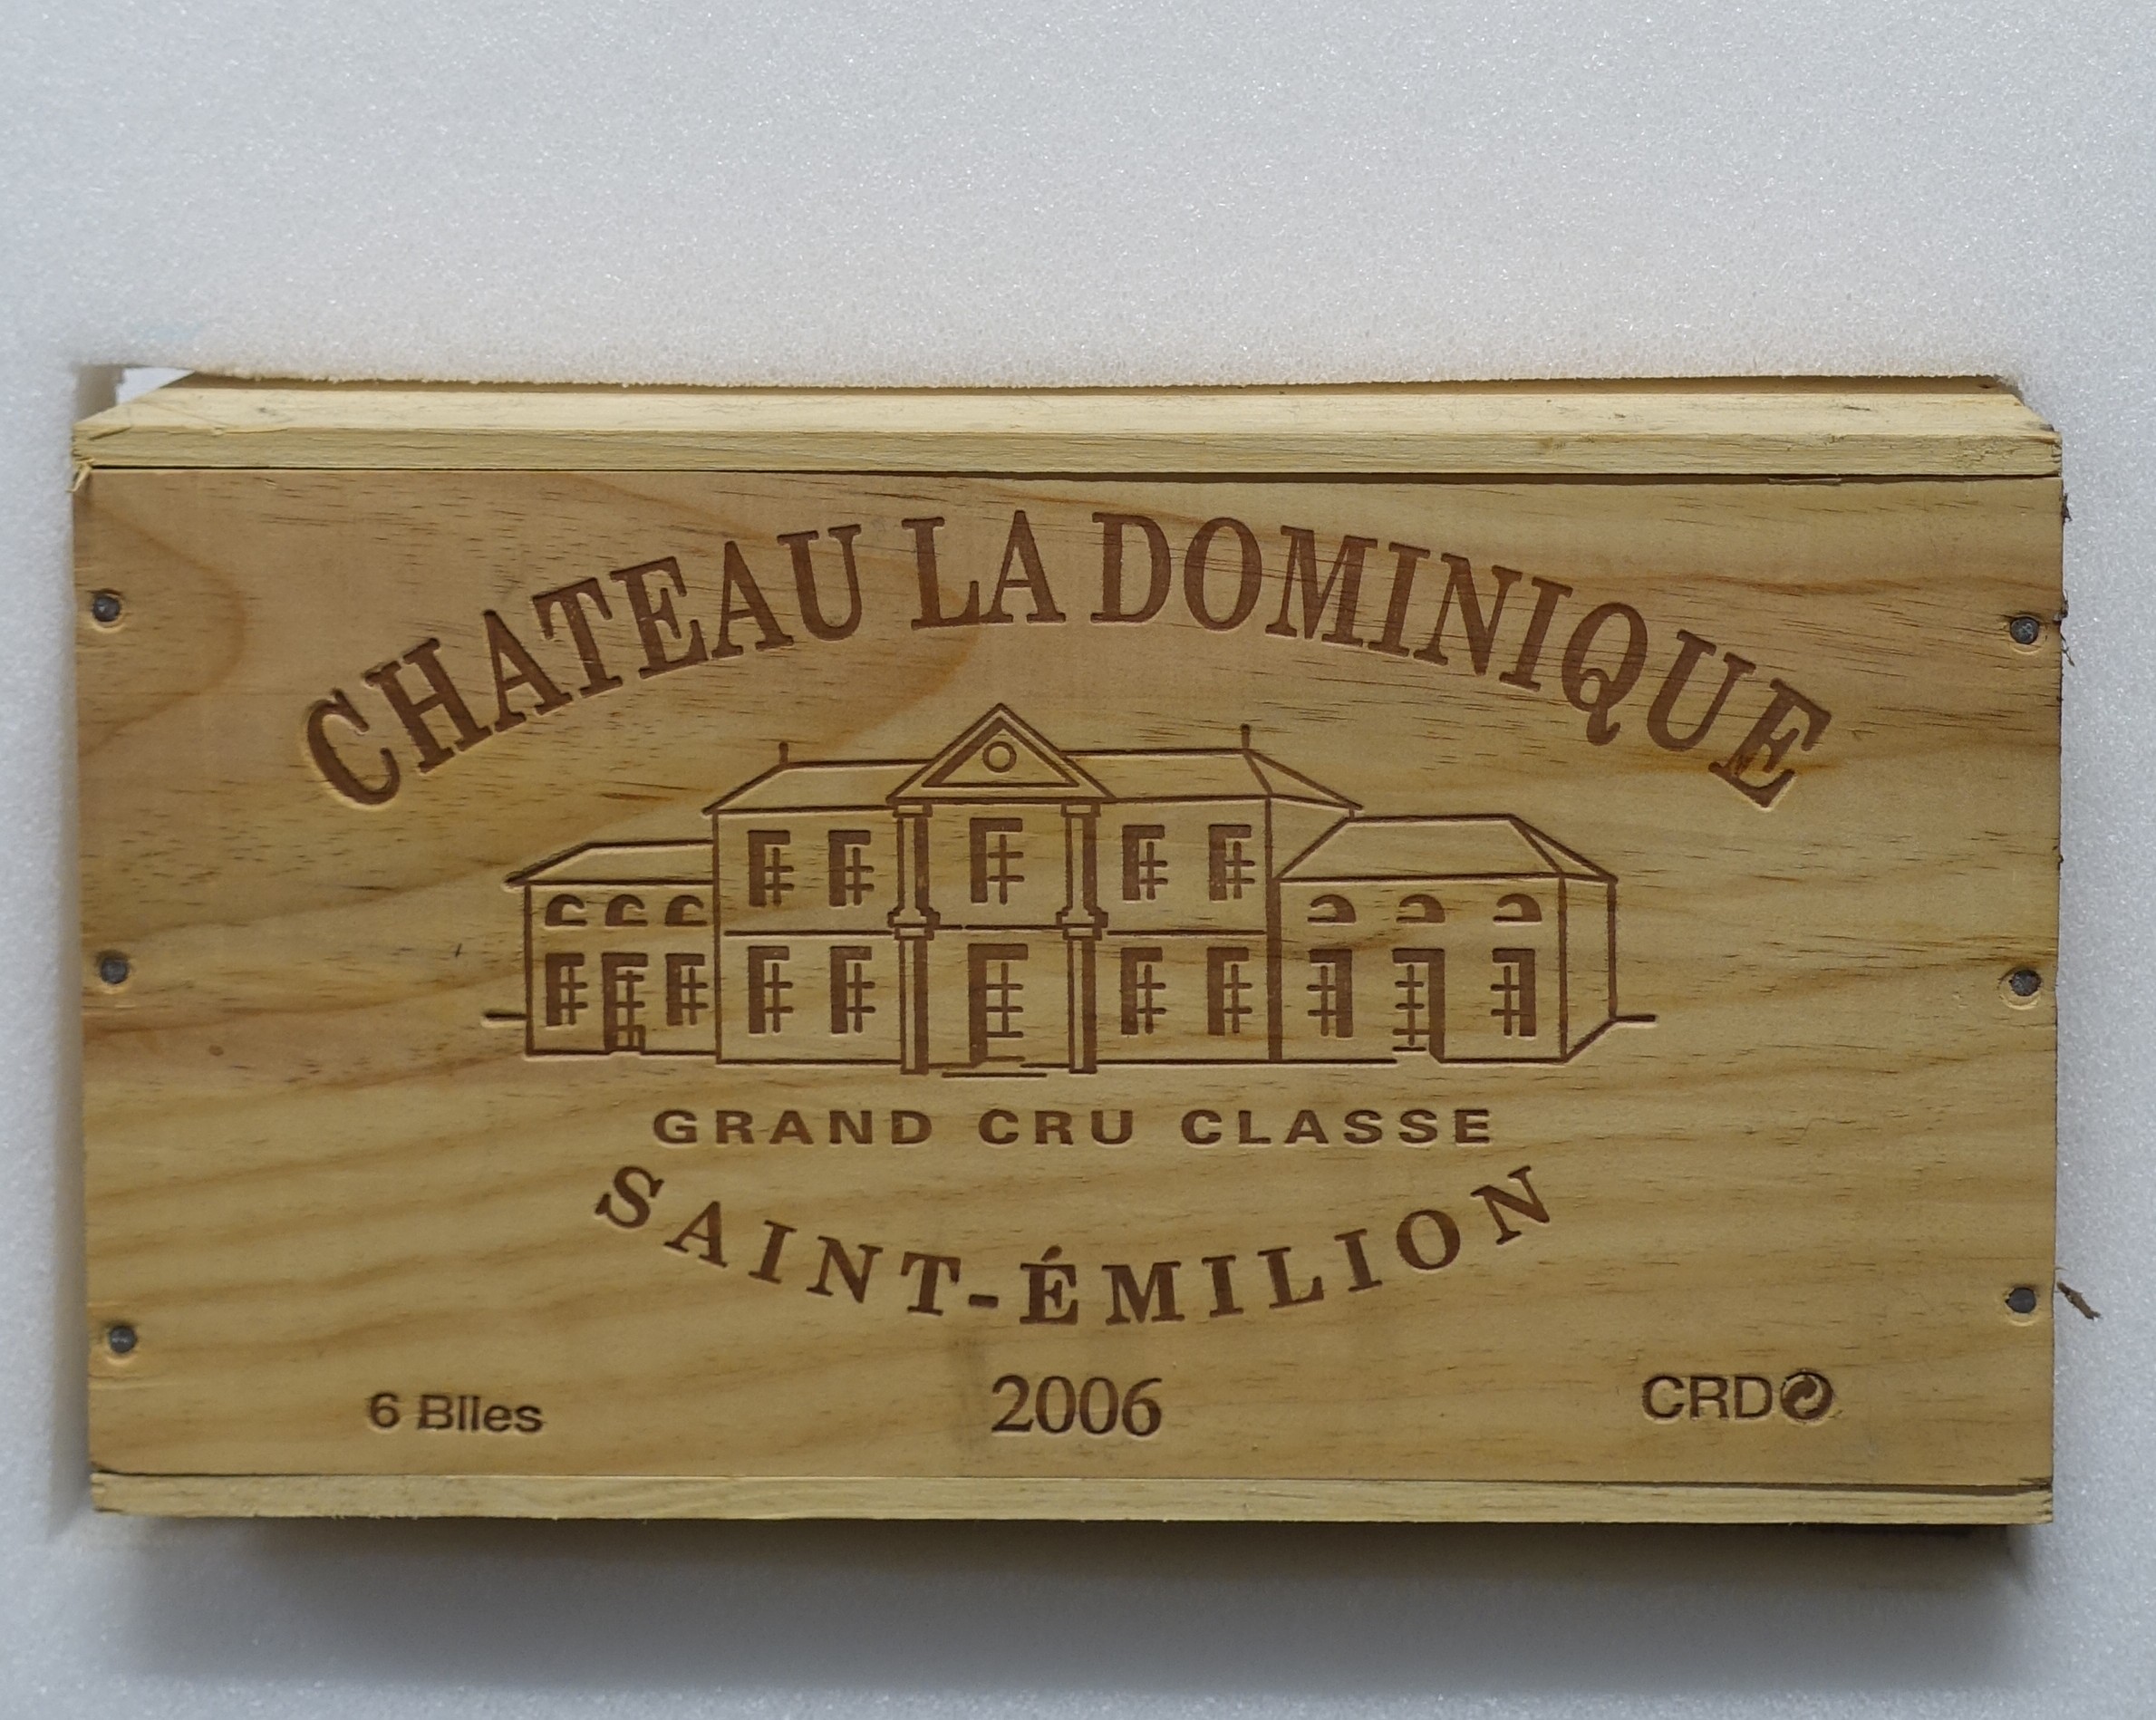 CHATEAU LA DOMINIQUE
GRAND CRU CLASSE
SAINT-ÉMILION
6 Blles 2006 CRD